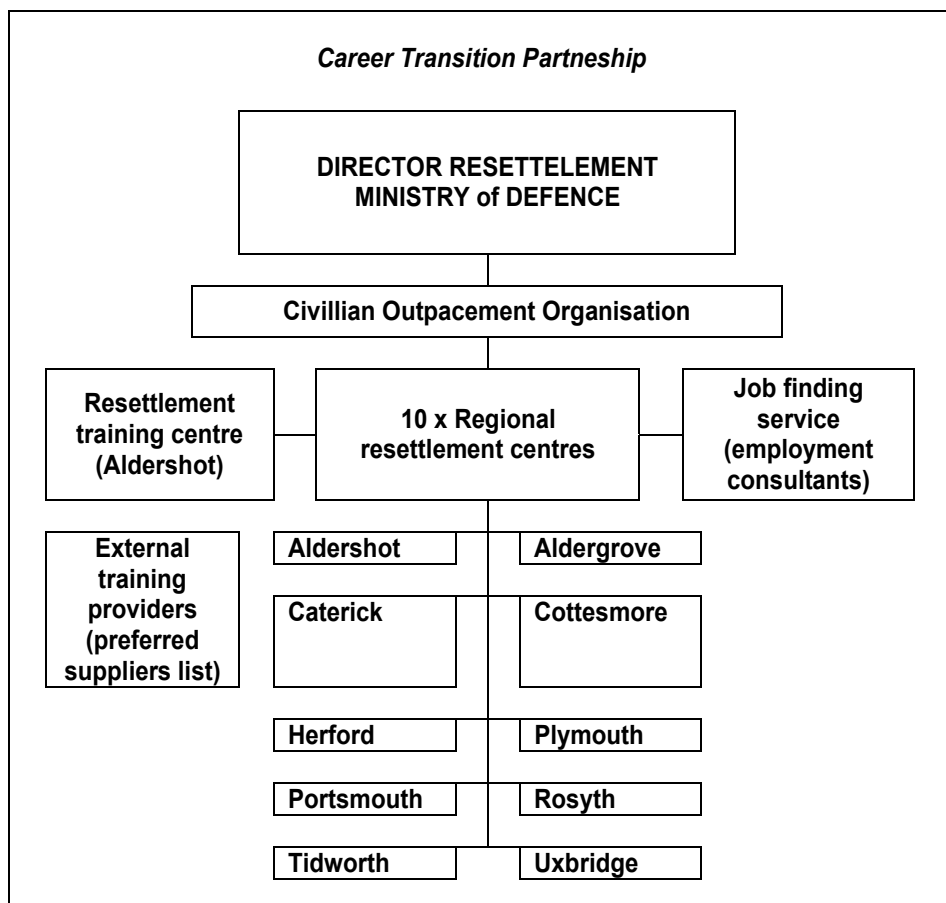 Career Transition Partneship
DIRECTOR RESETTELEMENT
MINISTRY of DEFENCE
Civillian Outpacement Organisation
Resettlement
training centre
(Aldershot)
10 x Regional
resettlement centres
Job finding
service
(employment
consultants)
External
training
providers
(preferred
suppliers list)
Aldershot
Aldergrove
Caterick
Cottesmore
Herford
Plymouth
Portsmouth
Rosyth
Tidworth
Uxbridge